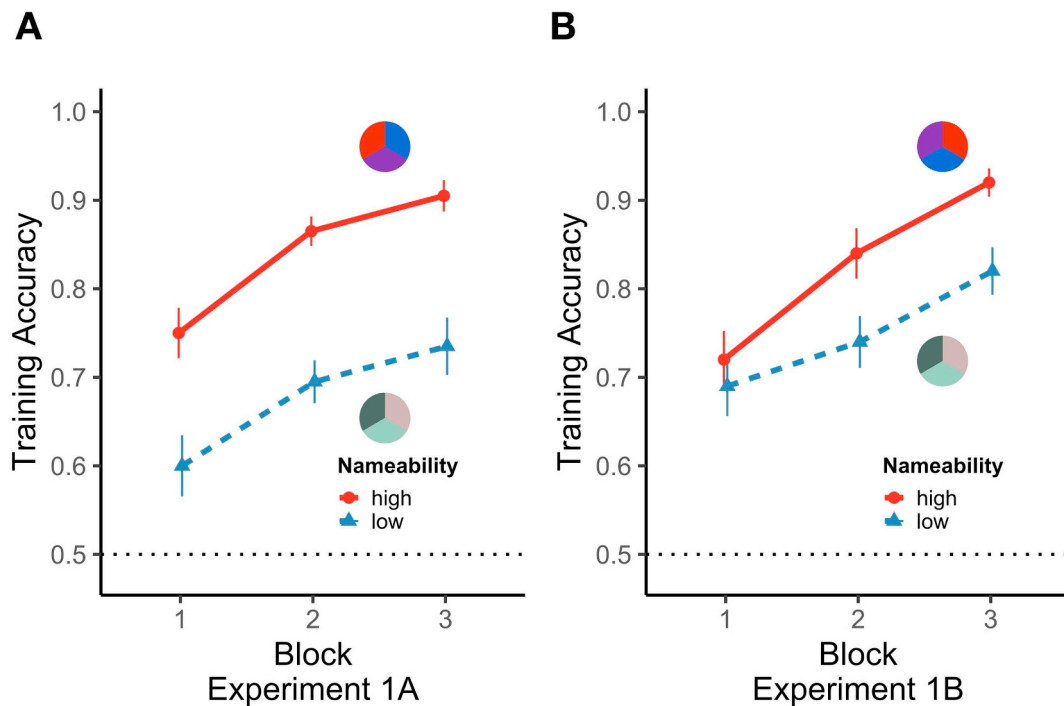 A
1.0
0.9
0.8
0.7
0.6
0.5
Training Accuracy
Nameability
high
low
1 2 3
Block
Experiment 1A
B
1.0
0.9
0.8
0.7
0.6
0.5
Training Accuracy
Nameability
high
low
1 2 3
Block
Experiment 1B